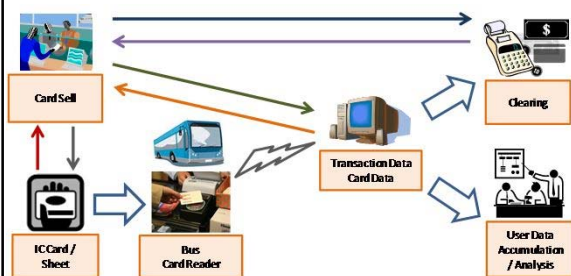 $
Card Sell
Clearing
Transaction Data
Card Data
IC Card /
Sheet
Bus
Card Reader
User Data
Accumulation
/ Analysis